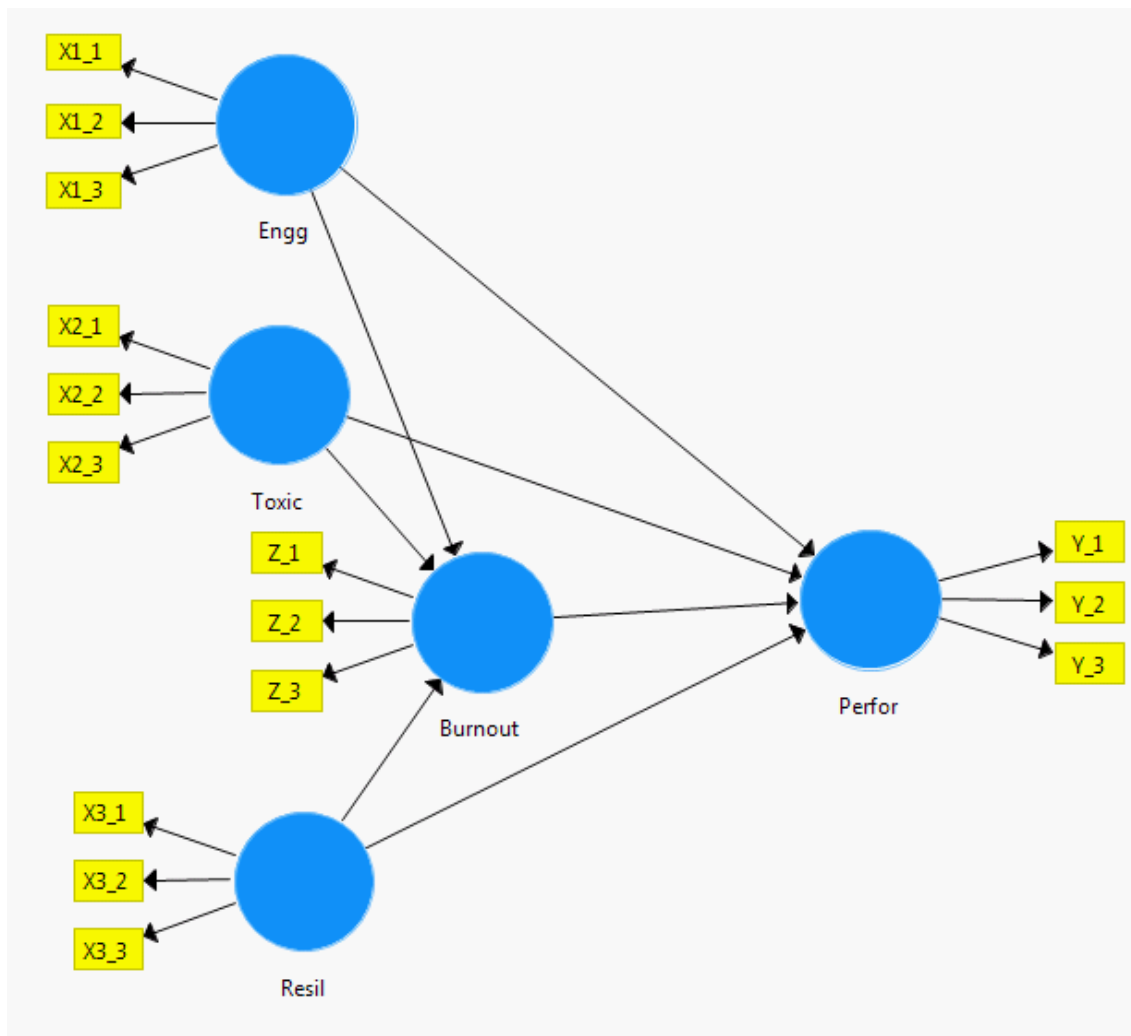 X1_1
X1_2
X1_3
Engg
X2_1
X2_2
X2_3
Toxic
Z_1
Z_2
Z_3
Burnout
Y_1
Y_2
Y_3
Perfor
X3_1
X3_2
X3_3
Resil